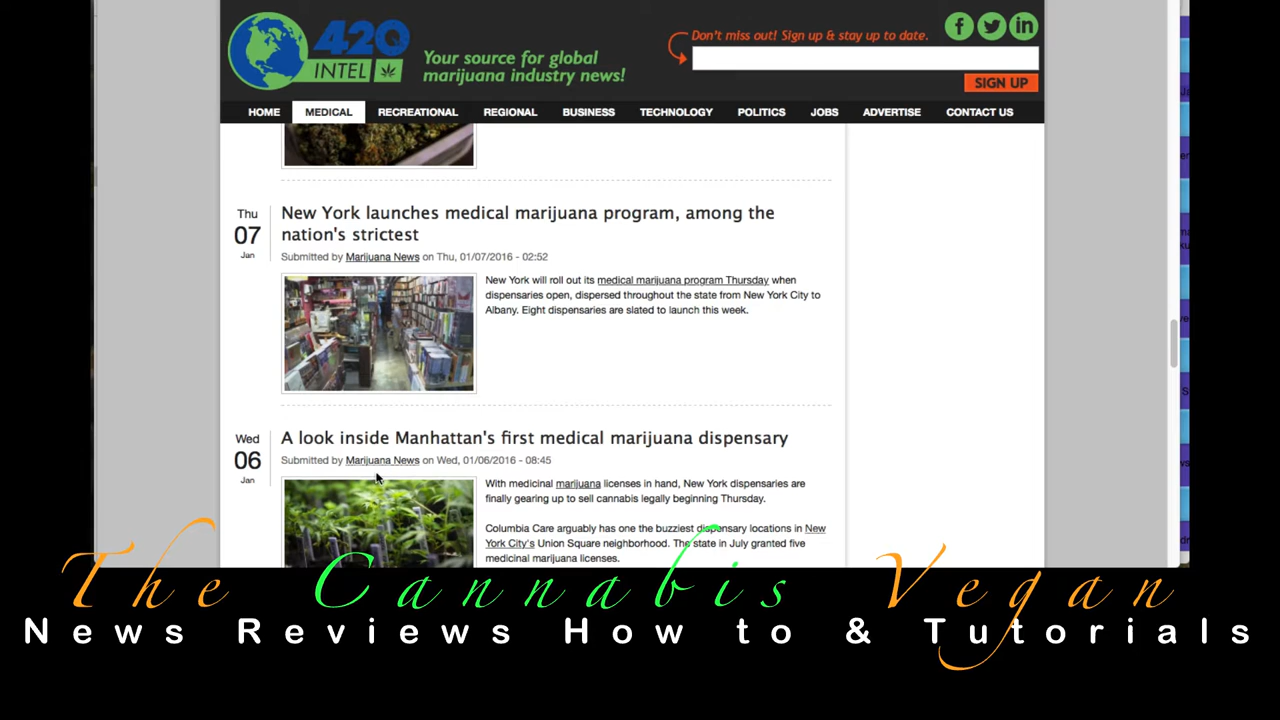 420
INTEL
Your source for global
marijuana industry news!
Don't miss out! Sign up & stay up to date.
SIGN UP
HOME MEDICAL RECREATIONAL REGIONAL BUSINESS TECHNOLOGY POLITICS JOBS ADVERTISE CONTACT US
Thu
07
Jan
New York launches medical marijuana program, among the
nation's strictest
Submitted by Marijuana News on Thu, 01/07/2016 - 02:52
New York will roll out its medical marijuana program Thursday when
dispensaries open, dispersed throughout the state from New York City to
Albany. Eight dispensaries are slated to launch this week.
Wed
06
Jan
A look inside Manhattan's first medical marijuana dispensary
Submitted by Marijuana News on Wed, 01/06/2016 - 08:45
With medicinal marijuana licenses in hand, New York dispensaries are
finally gearing up to sell cannabis legally beginning Thursday.
Columbia Care arguably has one the buzziest dispensary locations in New
York City's Union Square neighborhood. The state in July granted five
medicinal marijuana licenses.
The Cannabis Vegan
News Reviews How to & Tutorials